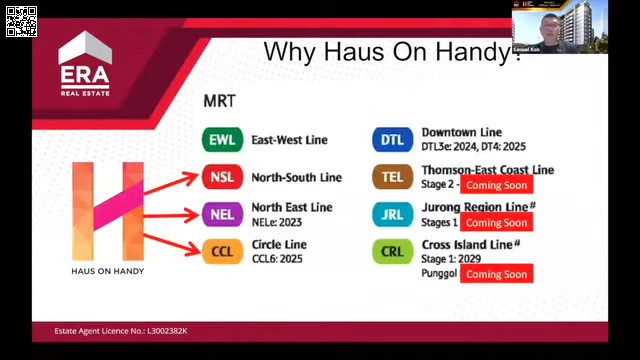 Why Haus On Handy?
Samuel Koh
ERA
REAL ESTATE
MRT
EWL East-West Line
NSL North-South Line
NEL North East Line
NELe: 2023
CCL Circle Line
CCL6: 2025
DTL Downtown Line
DTL3e: 2024, DT4: 2025
TEL Thomson-East Coast Line
Stage 2 - Coming Soon
JRL Jurong Region Line#
Stages 1 Coming Soon
CRL Cross Island Line#
Stage 1: 2029
Punggol Coming Soon
H
HAUS ON HANDY
Estate Agent Licence No.: L3002382K